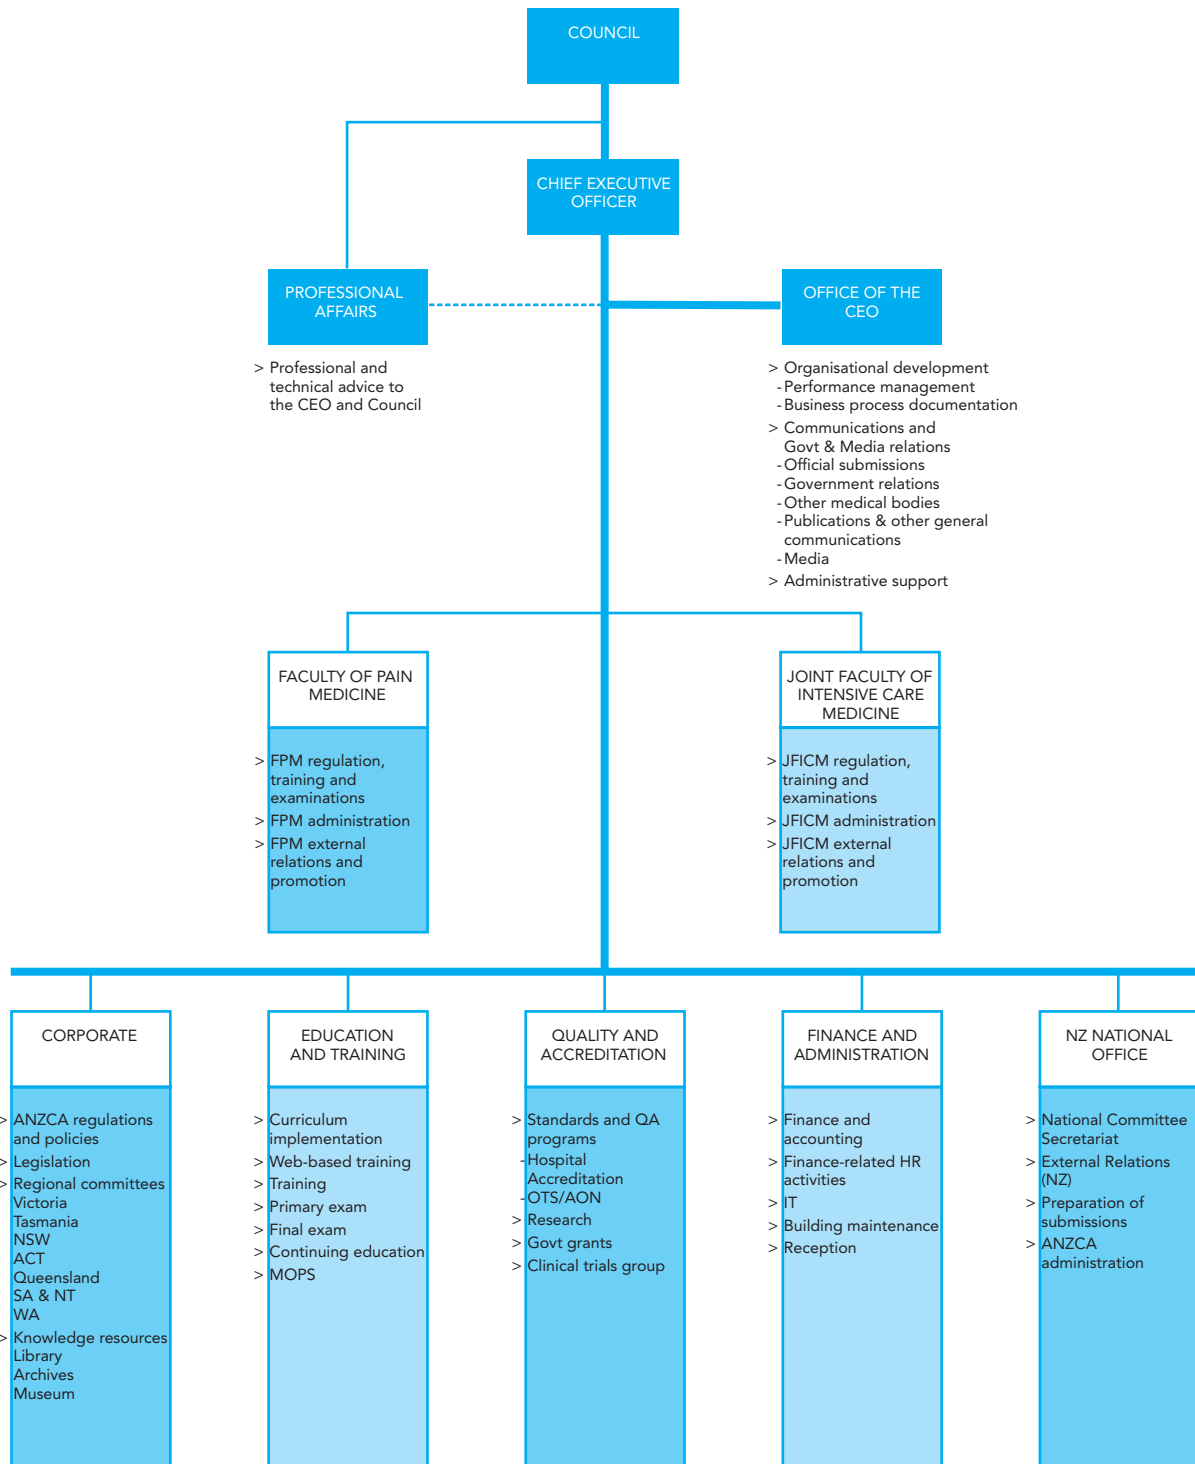 COUNCIL
CHIEF EXECUTIVE
OFFICER
PROFESSIONAL
AFFAIRS
> Professional and
technical advice to
the CEO and Council
OFFICE OF THE
CEO
> Organisational development
-Performance management
-Business process documentation
> Communications and
Govt & Media relations
-Official submissions
-Government relations
-Other medical bodies
-Publications & other general
communications
-Media
> Administrative support
FACULTY OF PAIN
MEDICINE
> FPM regulation,
training and
examinations
> FPM administration
> FPM external
relations and
promotion
JOINT FACULTY OF
INTENSIVE CARE
MEDICINE
> JFICM regulation,
training and
examinations
> JFICM administration
> JFICM external
relations and
promotion
CORPORATE
> ANZCA regulations
and policies
> Legislation
> Regional committees
Victoria
Tasmania
NSW
ACT
Queensland
SA & NT
WA
> Knowledge resources
Library
Archives
Museum
EDUCATION
AND TRAINING
> Curriculum
implementation
> Web-based training
> Training
> Primary exam
> Final exam
> Continuing education
> MOPS
QUALITY AND
ACCREDITATION
> Standards and QA
programs
-Hospital
Accreditation
-OTS/AON
> Research
> Govt grants
> Clinical trials group
FINANCE AND
ADMINISTRATION
> Finance and
accounting
> Finance-related HR
activities
> IT
> Building maintenance
> Reception
NZ NATIONAL
OFFICE
> National Committee
Secretariat
> External Relations
(NZ)
> Preparation of
submissions
> ANZCA
administration